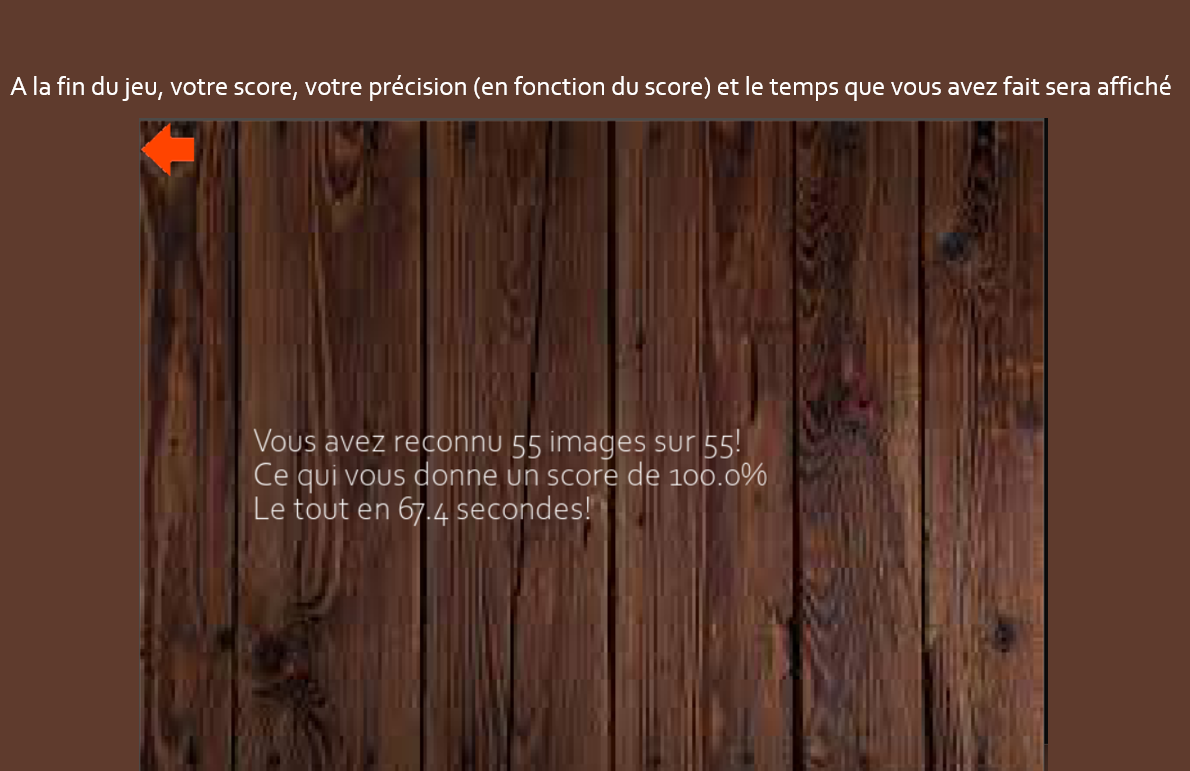 A la fin du jeu, votre score, votre précision (en fonction du score) et le temps que vous avez fait sera affiché
Vous avez reconnu 55 images sur 55!
Ce qui vous donne un score de 100.0%
Le tout en 67.4 secondes!